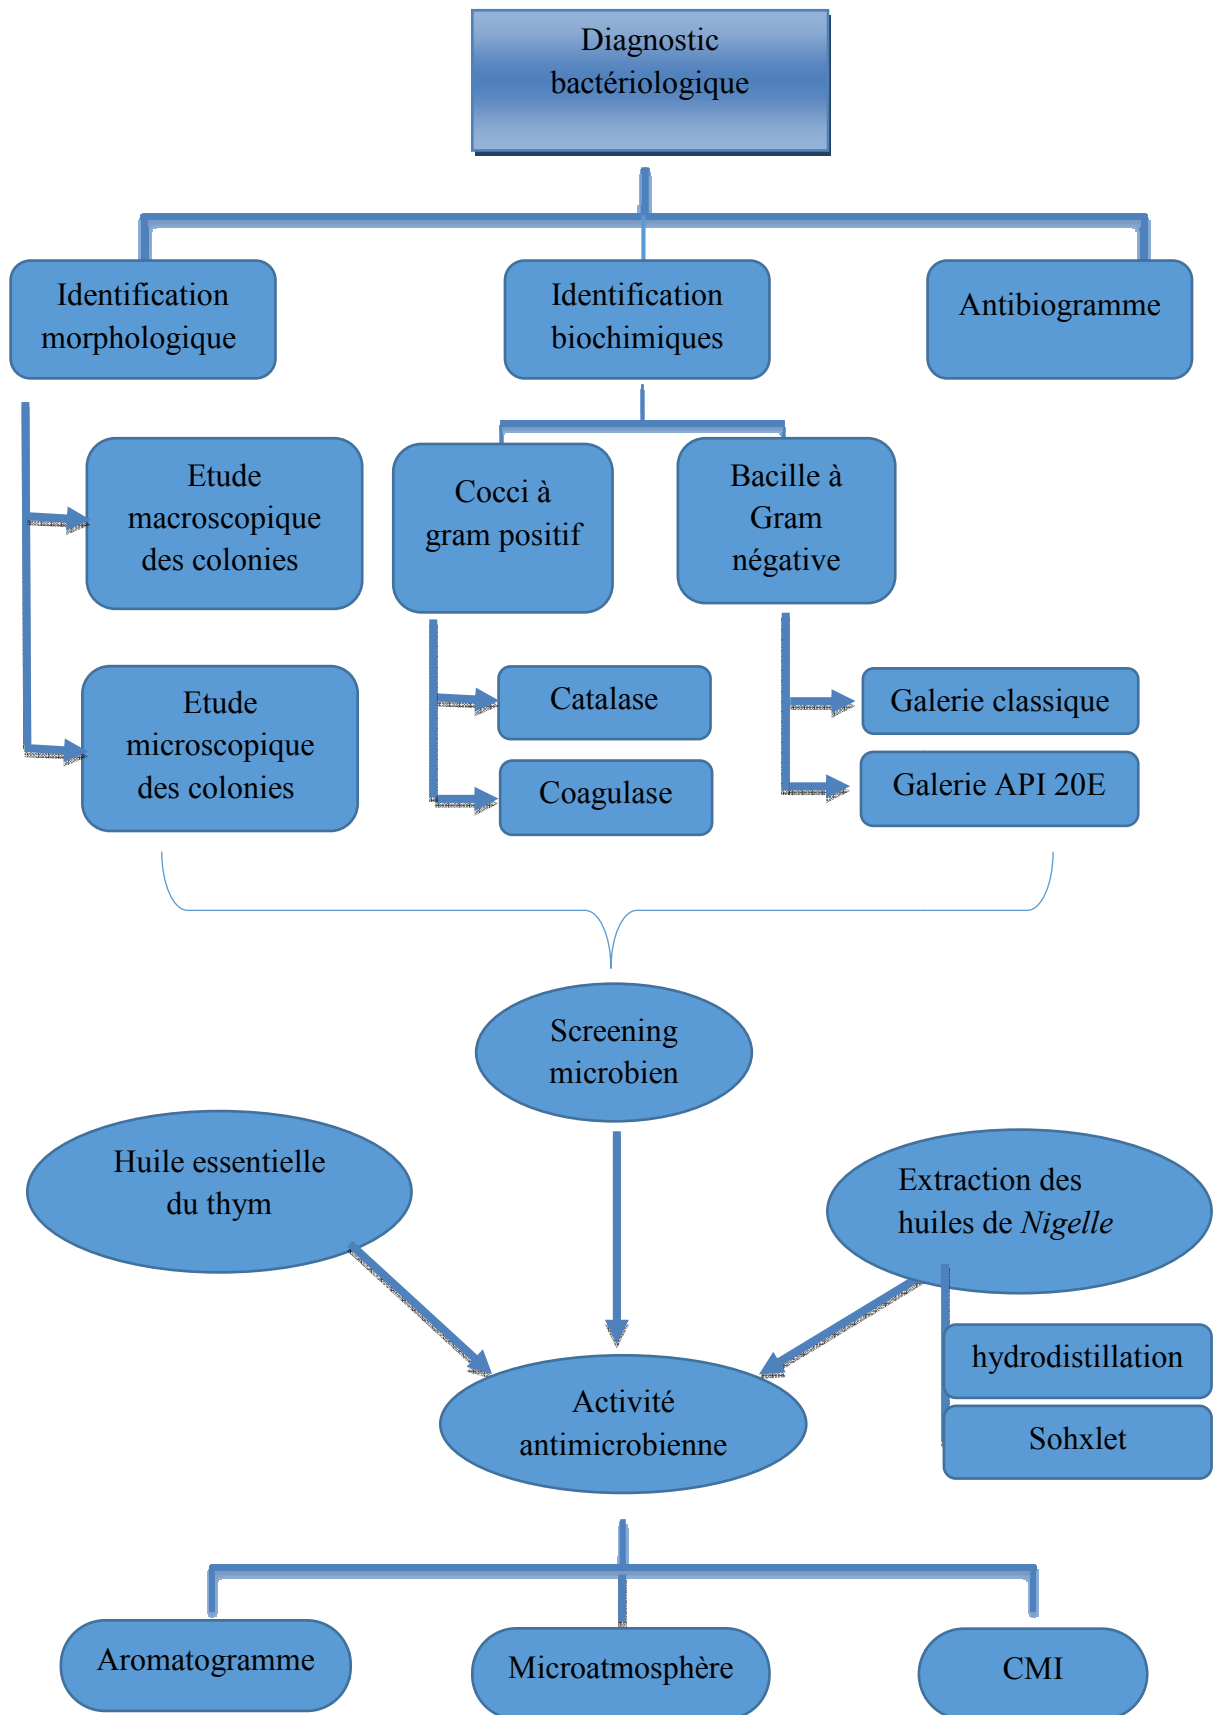 Diagnostic
bactériologique
Identification
morphologique
Identification
biochimiques
Antibiogramme
Etude
macroscopique
des colonies
Cocci à
gram positif
Bacille à
Gram
négative
Etude
microscopique
des colonies
Catalase
Coagulase
Galerie classique
Galerie API 20E
Screening
microbien
Huile essentielle
du thym
Extraction des
huiles de Nigelle
hydrodistillation
Sohxlet
Activité
antimicrobienne
Aromatogramme
Microatmosphère
CMI